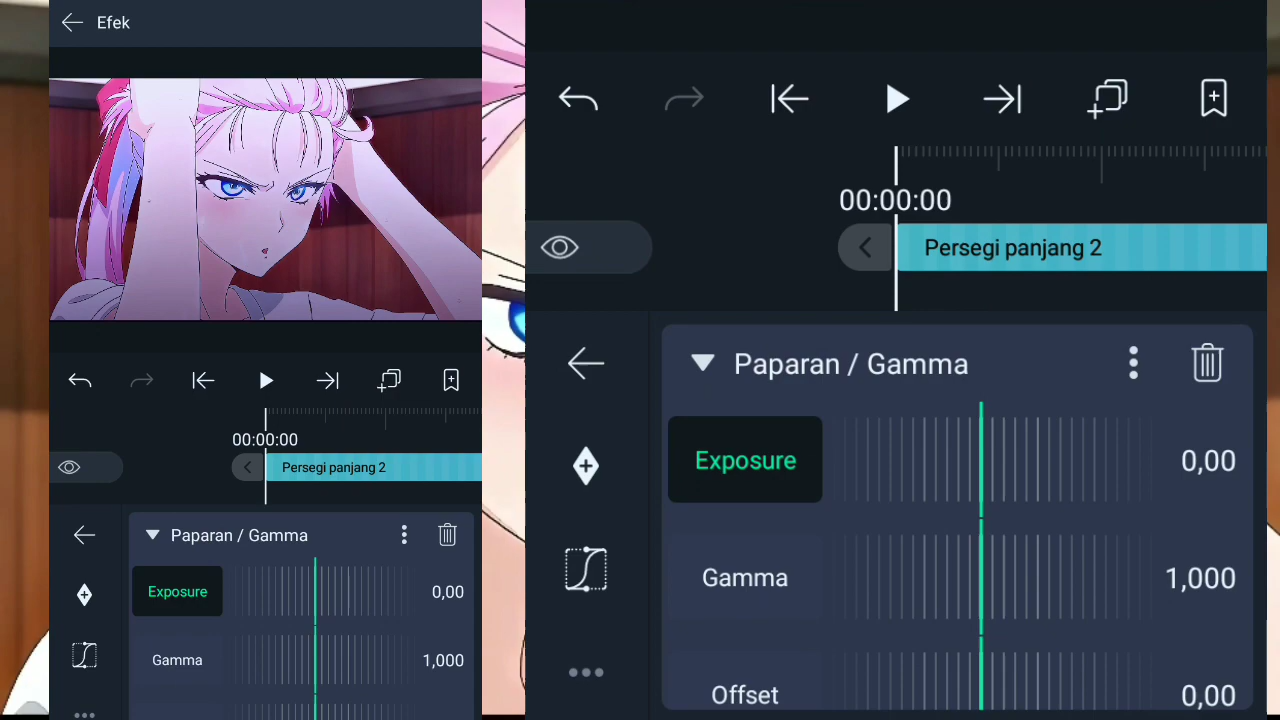 Efek
00:00:00
Persegi panjang 2
Paparan / Gamma
Exposure 0,00
Gamma 1,000
00:00:00
Persegi panjang 2
Paparan / Gamma
Exposure 0,00
Gamma 1,000
Offset 0,00